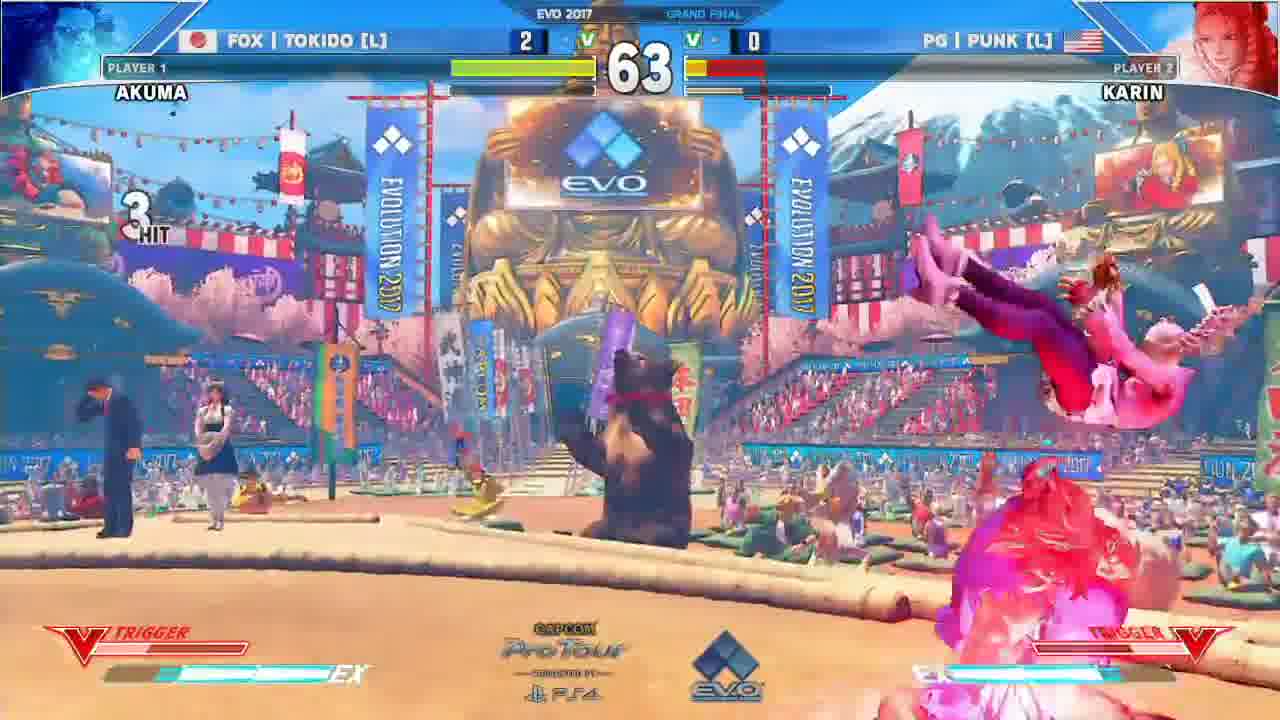 EVO 2017 GRAND FINAL
FOX | TOKIDO [L] 2 V 63 V 0 PG | PUNK [L]
PLAYER 1 PLAYER 2
AKUMA KARIN
EVO
EVOLUTION 2017
EVOLUTION 2017
3
HIT
V TRIGGER
TRIGGER V
EX
EX
CAPCOM
Pro Tour
PS4
EVO